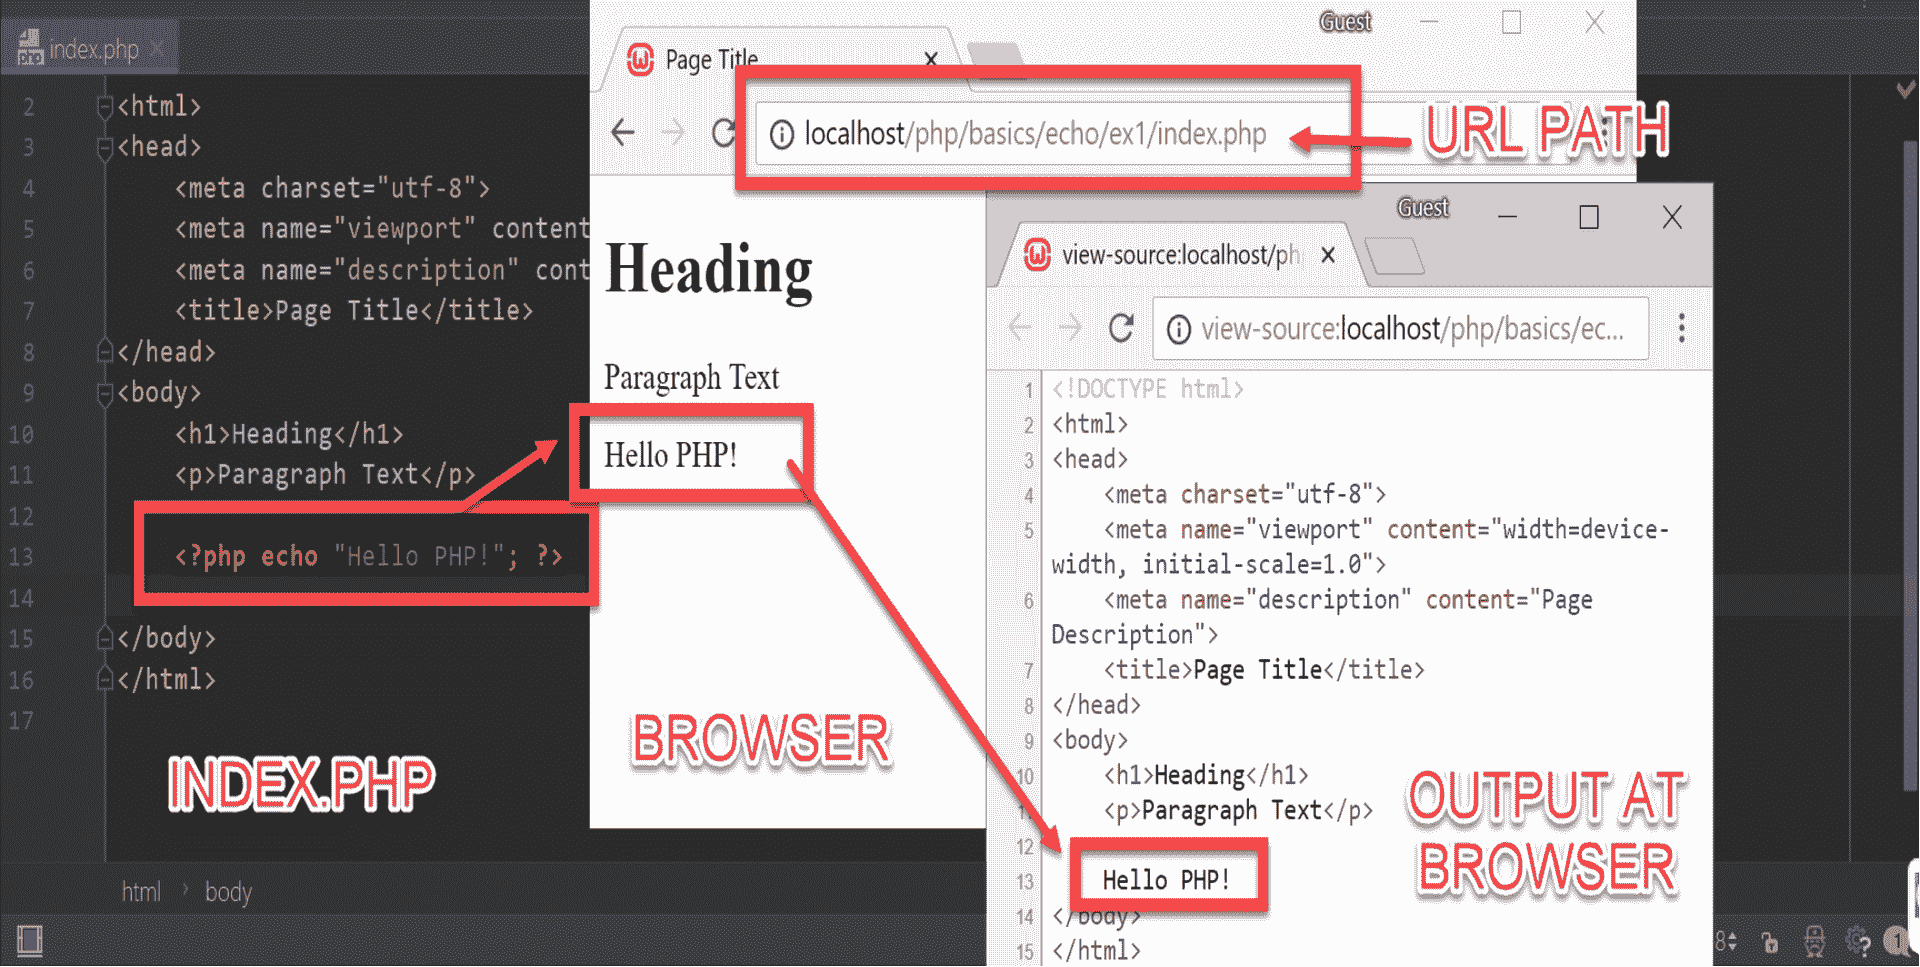 index.php
2 <html>
3 <head>
4 <meta charset="utf-8">
5 <meta name="viewport" content
6 <meta name="description" cont
7 <title>Page Title</title>
8 </head>
9 <body>
10 <h1>Heading</h1>
11 <p>Paragraph Text</p>
12
13 <?php echo "Hello PHP!"; ?>
14
15 </body>
16 </html>
17
INDEX.PHP
html › body
Guest
Page Title
localhost/php/basics/echo/ex1/index.php
URL PATH
Heading
Paragraph Text
Hello PHP!
BROWSER
Guest
view-source:localhost/ph
view-source:localhost/php/basics/ec...
1 <!DOCTYPE html>
2 <html>
3 <head>
4 <meta charset="utf-8">
5 <meta name="viewport" content="width=device-
width, initial-scale=1.0">
6 <meta name="description" content="Page
Description">
7 <title>Page Title</title>
8 </head>
9 <body>
10 <h1>Heading</h1>
<p>Paragraph Text</p>
12
13 Hello PHP!
14 </body>
15 </html>
OUTPUT AT
BROWSER
8
1